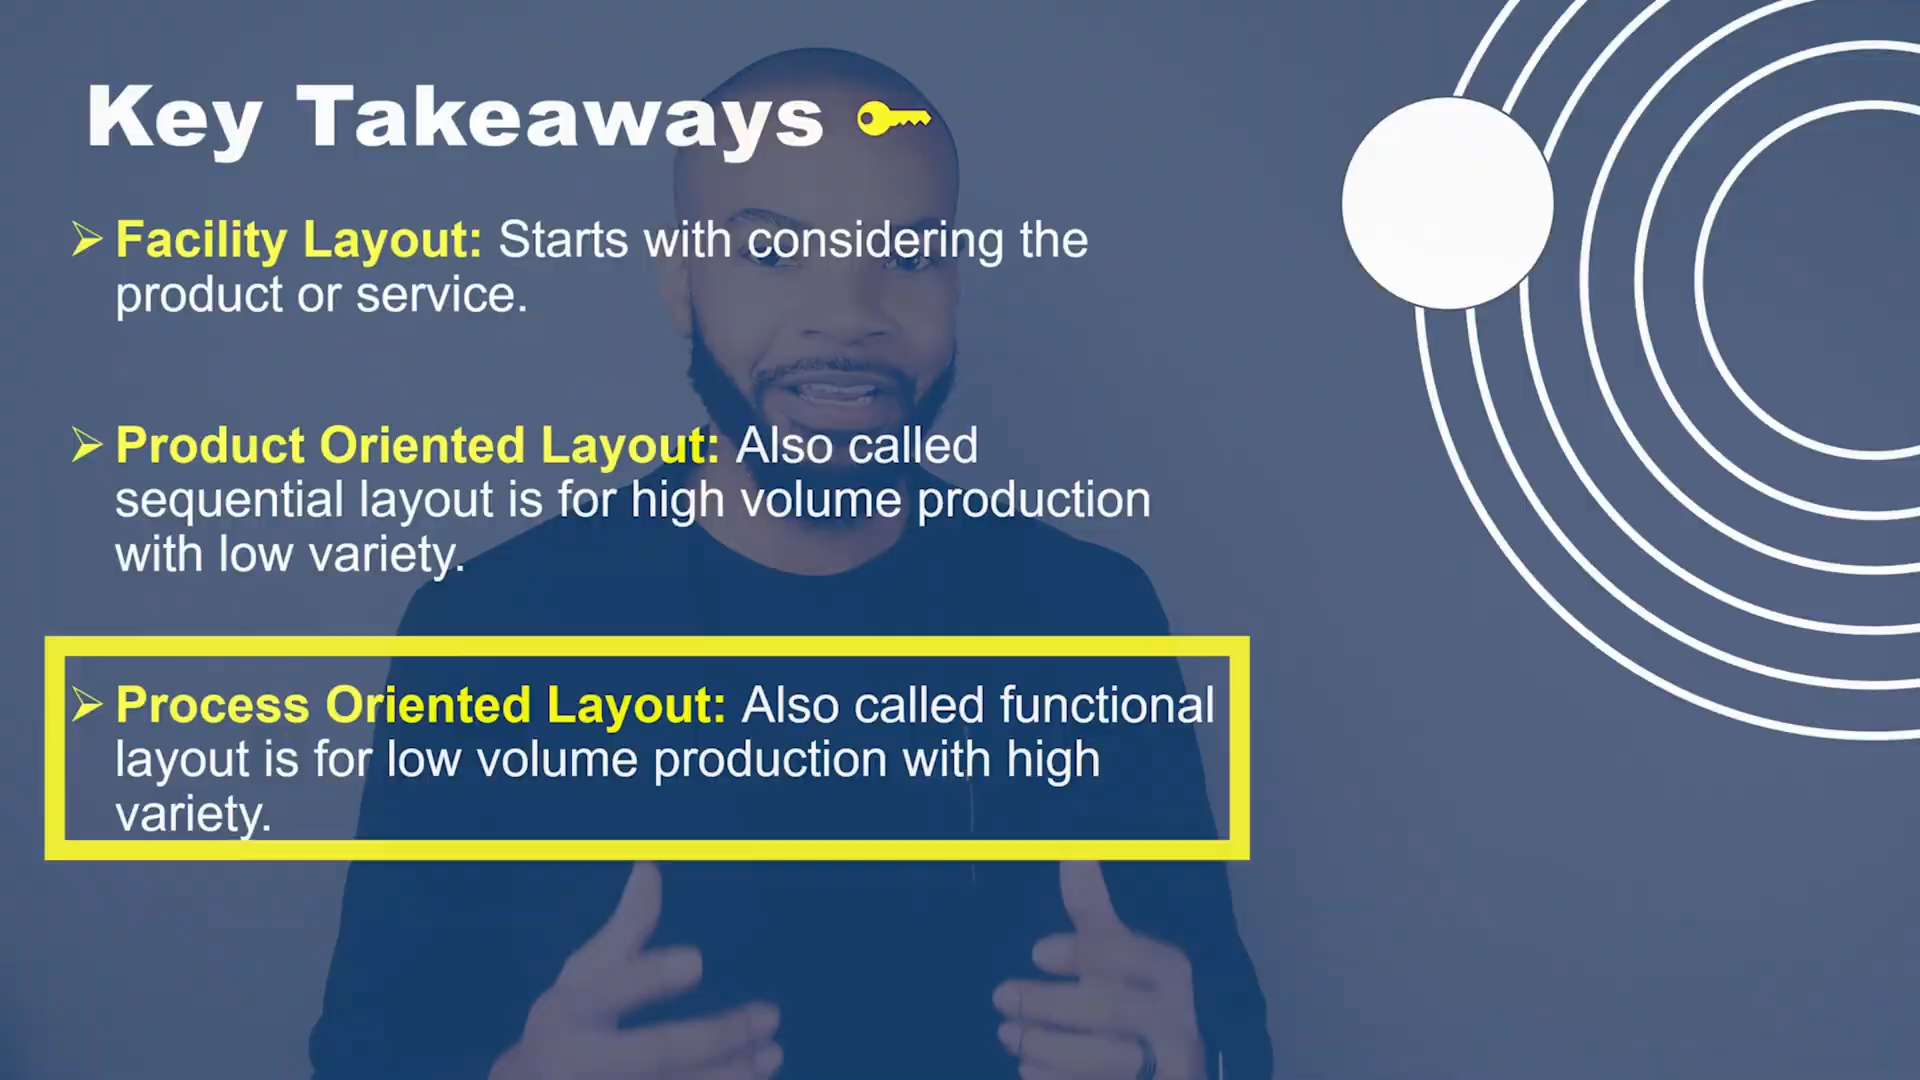 Key Takeaways
Facility Layout: Starts with considering the
product or service.
Product Oriented Layout: Also called
sequential layout is for high volume production
with low variety.
Process Oriented Layout: Also called functional
layout is for low volume production with high
variety.